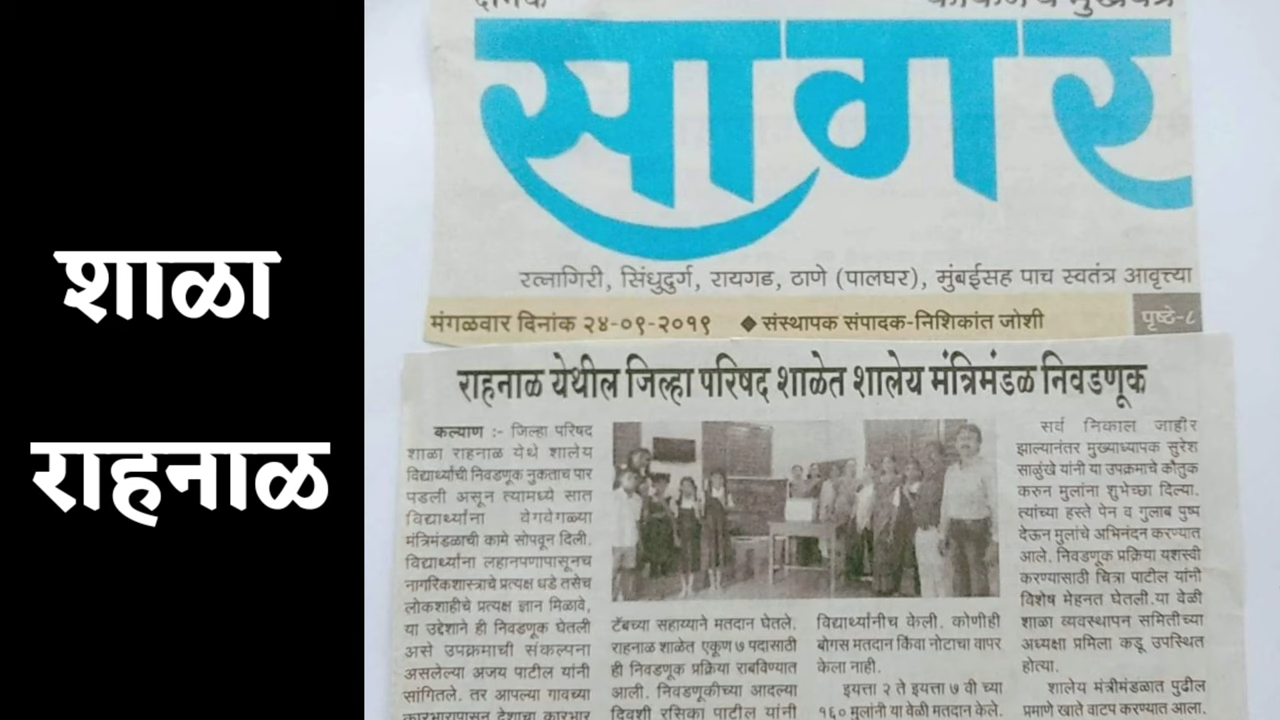 शाळा
राहनाळ
दैनिक
सागर
रत्नागिरी, सिंधुदुर्ग, रायगड, ठाणे (पालघर), मुंबईसह पाच स्वतंत्र आवृत्त्या
मंगळवार दिनांक २४-०९-२०१९ ◆ संस्थापक संपादक-निशिकांत जोशी पृष्ठे-८
राहनाळ येथील जिल्हा परिषद शाळेत शालेय मंत्रिमंडळ निवडणूक
कल्याण :- जिल्हा परिषद
शाळा राहनाळ येथे शालेय
विद्यार्थ्यांची निवडणूक नुकताच पार
पडली असून त्यामध्ये सात
विद्यार्थ्यांना वेगवेगळ्या
मंत्रिमंडळाची कामे सोपवून दिली.
विद्यार्थ्यांना लहानपणापासूनच
नागरिकशास्त्राचे प्रत्यक्ष धडे तसेच
लोकशाहीचे प्रत्यक्ष ज्ञान मिळावे,
या उद्देशाने ही निवडणूक घेतली
असे उपक्रमाची संकल्पना
असलेल्या अजय पाटील यांनी
सांगितले. तर आपल्या गावच्या
कारभारापासून देशाचा कारभार
टॅबच्या सहाय्याने मतदान घेतले.
राहनाळ शाळेत एकूण ७ पदासाठी
ही निवडणूक प्रक्रिया राबविण्यात
आली. निवडणूकीच्या आदल्या
दिवशी रसिका पाटील यांनी
विद्यार्थ्यांनीच केली. कोणीही
बोगस मतदान किंवा नोटाचा वापर
केला नाही.
इयत्ता २ ते इयत्ता ७ वी च्या
१६० मुलांनी या वेळी मतदान केले.
सर्व निकाल जाहीर
झाल्यानंतर मुख्याध्यापक सुरेश
साळुंखे यांनी या उपक्रमाचे कौतुक
करुन मुलांना शुभेच्छा दिल्या.
त्यांच्या हस्ते पेन व गुलाब पुष्प
देऊन मुलांचे अभिनंदन करण्यात
आले. निवडणूक प्रक्रिया यशस्वी
करण्यासाठी चित्रा पाटील यांनी
विशेष मेहनत घेतली.या वेळी
शाळा व्यवस्थापन समितीच्या
अध्यक्षा प्रमिला कडू उपस्थित
होत्या.
शालेय मंत्रीमंडळात पुढील
प्रमाणे खाते वाटप करण्यात आला.